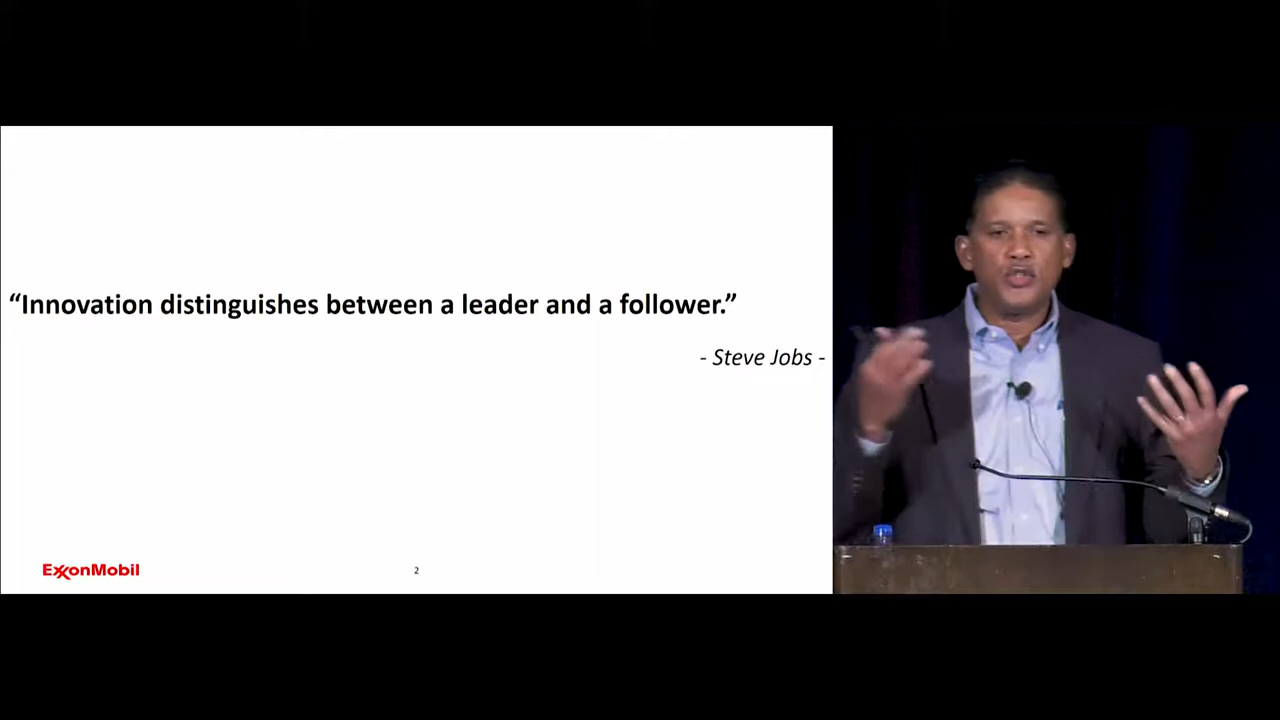 “Innovation distinguishes between a leader and a follower.”
- Steve Jobs -
ExxonMobil
2